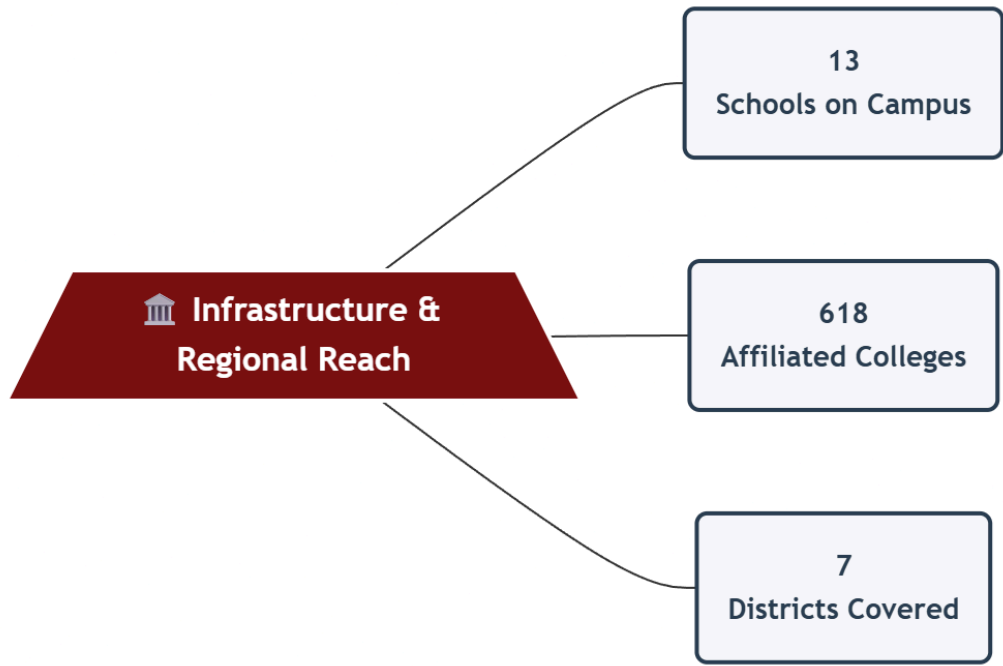 🏛️ Infrastructure &
Regional Reach
13
Schools on Campus
618
Affiliated Colleges
7
Districts Covered